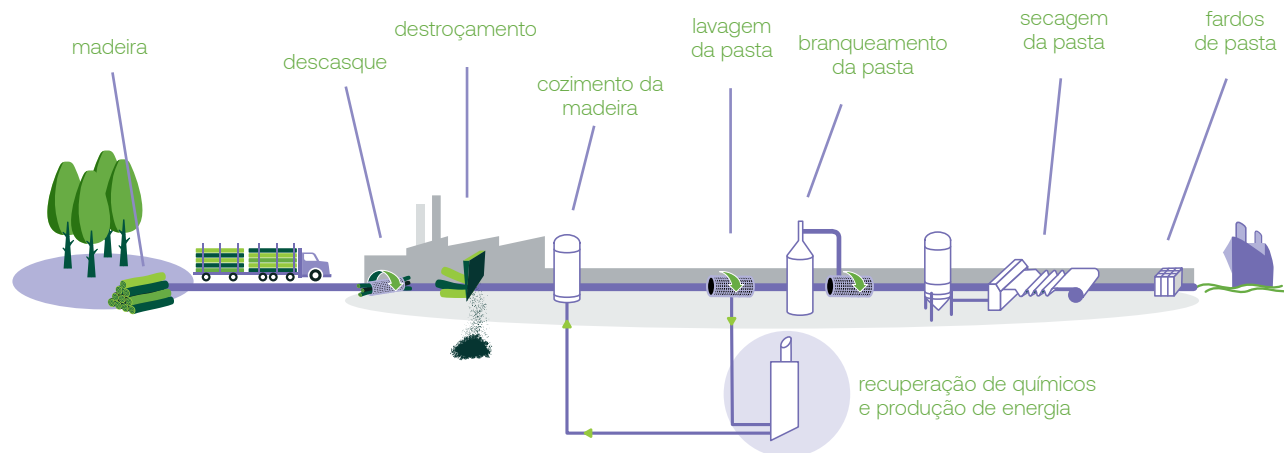 madeira
descasque
destroçamento
cozimento da
madeira
lavagem
da pasta
branqueamento
da pasta
secagem
da pasta
fardos
de pasta
recuperação de químicos
e produção de energia